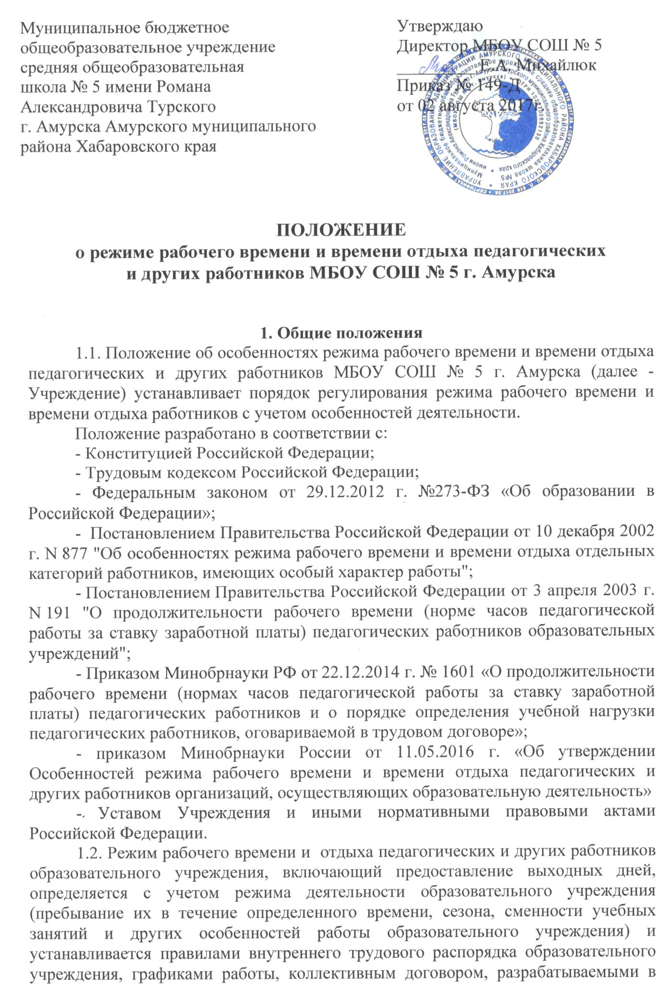 Муниципальное бюджетное
общеобразовательное учреждение
средняя общеобразовательная
школа № 5 имени Романа
Александровича Турского
г. Амурска Амурского муниципального
района Хабаровского края
Утверждаю
Директор МБОУ СОШ № 5
Е.А. Михайлюк
Приказ № 149-Д
от 02 августа 2017г.
УПРАВЛЕНИЕ ОБРАЗОВАНИЯ АДМИНИСТРАЦИИ АМУРСКОГО МУНИЦИПАЛЬНОГО РАЙОНА ХАБАРОВСКОГО КРАЯ
ПОЛОЖЕНИЕ
о режиме рабочего времени и времени отдыха педагогических
и других работников МБОУ СОШ № 5 г. Амурска
1. Общие положения
1.1. Положение об особенностях режима рабочего времени и времени отдыха
педагогических и других работников МБОУ СОШ № 5 г. Амурска (далее -
Учреждение) устанавливает порядок регулирования режима рабочего времени и
времени отдыха работников с учетом особенностей деятельности.
Положение разработано в соответствии с:
- Конституцией Российской Федерации;
- Трудовым кодексом Российской Федерации;
- Федеральным законом от 29.12.2012 г. №273-ФЗ «Об образовании в
Российской Федерации»;
- Постановлением Правительства Российской Федерации от 10 декабря 2002
г. N 877 "Об особенностях режима рабочего времени и времени отдыха отдельных
категорий работников, имеющих особый характер работы";
- Постановлением Правительства Российской Федерации от 3 апреля 2003 г.
N 191 "О продолжительности рабочего времени (норме часов педагогической
работы за ставку заработной платы) педагогических работников образовательных
учреждений";
- Приказом Минобрнауки РФ от 22.12.2014 г. № 1601 «О продолжительности
рабочего времени (нормах часов педагогической работы за ставку заработной
платы) педагогических работников и о порядке определения учебной нагрузки
педагогических работников, оговариваемой в трудовом договоре»;
- приказом Минобрнауки России от 11.05.2016 г. «Об утверждении
Особенностей режима рабочего времени и времени отдыха педагогических и
других работников организаций, осуществляющих образовательную деятельность»
-. Уставом Учреждения и иными нормативными правовыми актами
Российской Федерации.
1.2. Режим рабочего времени и отдыха педагогических и других работников
образовательного учреждения, включающий предоставление выходных дней,
определяется с учетом режима деятельности образовательного учреждения
(пребывание их в течение определенного времени, сезона, сменности учебных
занятий и других особенностей работы образовательного учреждения) и
устанавливается правилами внутреннего трудового распорядка образовательного
учреждения, графиками работы, коллективным договором, разрабатываемыми в